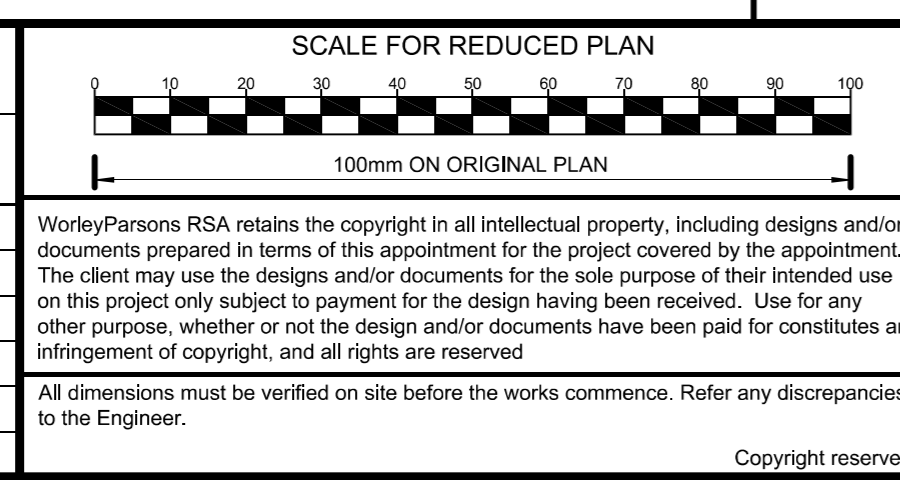 SCALE FOR REDUCED PLAN
0 10 20 30 40 50 60 70 80 90 100
100mm ON ORIGINAL PLAN
WorleyParsons RSA retains the copyright in all intellectual property, including designs and/or
documents prepared in terms of this appointment for the project covered by the appointment.
The client may use the designs and/or documents for the sole purpose of their intended use
on this project only subject to payment for the design having been received. Use for any
other purpose, whether or not the design and/or documents have been paid for constitutes an
infringement of copyright, and all rights are reserved
All dimensions must be verified on site before the works commence. Refer any discrepancies
to the Engineer.
Copyright reserve